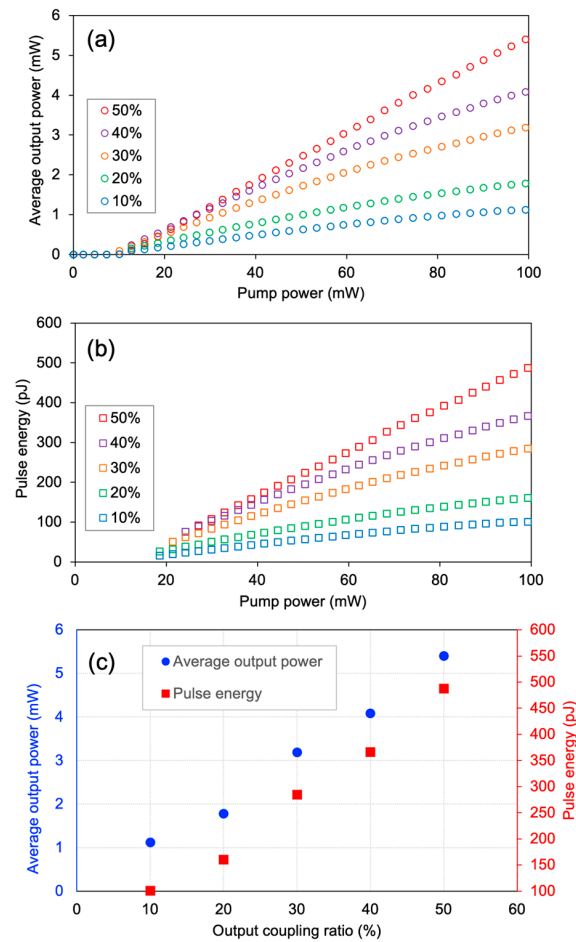 (a)
Average output power (mW)
6
5
4
3
2
1
0
50%
40%
30%
20%
10%
0 20 40 60 80 100
Pump power (mW)
(b)
Pulse energy (pJ)
600
500
400
300
200
100
0
50%
40%
30%
20%
10%
0 20 40 60 80 100
Pump power (mW)
(c)
Average output power (mW)
6
5
4
3
2
1
0
Average output power
Pulse energy
600
550
500
450
400
350
300
250
200
150
100
Pulse energy (pJ)
0 10 20 30 40 50 60
Output coupling ratio (%)